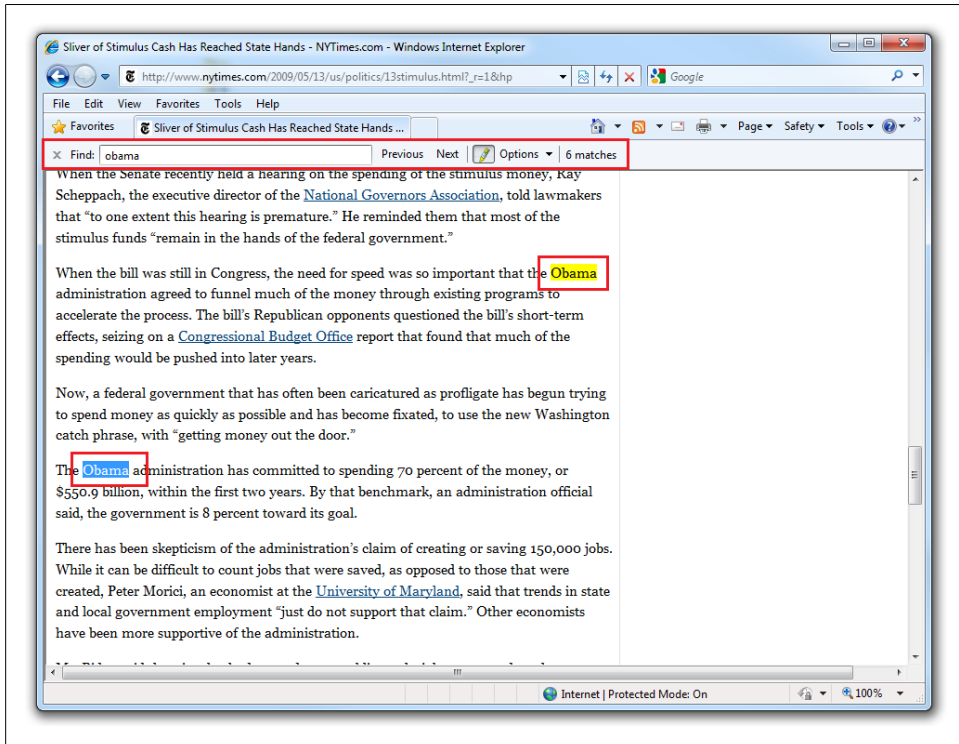 Sliver of Stimulus Cash Has Reached State Hands - NYTimes.com - Windows Internet Explorer
http://www.nytimes.com/2009/05/13/us/politics/13stimulus.html?_r=1&hp
Google
File Edit View Favorites Tools Help
Favorites Sliver of Stimulus Cash Has Reached State Hands ... Page Safety Tools
Find: obama Previous Next Options 6 matches
When the Senate recently held a hearing on the spending of the stimulus money, Ray
Scheppach, the executive director of the National Governors Association, told lawmakers
that “to one extent this hearing is premature.” He reminded them that most of the
stimulus funds “remain in the hands of the federal government.”
When the bill was still in Congress, the need for speed was so important that the Obama
administration agreed to funnel much of the money through existing programs to
accelerate the process. The bill’s Republican opponents questioned the bill’s short-term
effects, seizing on a Congressional Budget Office report that found that much of the
spending would be pushed into later years.
Now, a federal government that has often been caricatured as profligate has begun trying
to spend money as quickly as possible and has become fixated, to use the new Washington
catch phrase, with “getting money out the door.”
The Obama administration has committed to spending 70 percent of the money, or
$550.9 billion, within the first two years. By that benchmark, an administration official
said, the government is 8 percent toward its goal.
There has been skepticism of the administration’s claim of creating or saving 150,000 jobs.
While it can be difficult to count jobs that were saved, as opposed to those that were
created, Peter Morici, an economist at the University of Maryland, said that trends in state
and local government employment “just do not support that claim.” Other economists
have been more supportive of the administration.
Internet | Protected Mode: On 100%